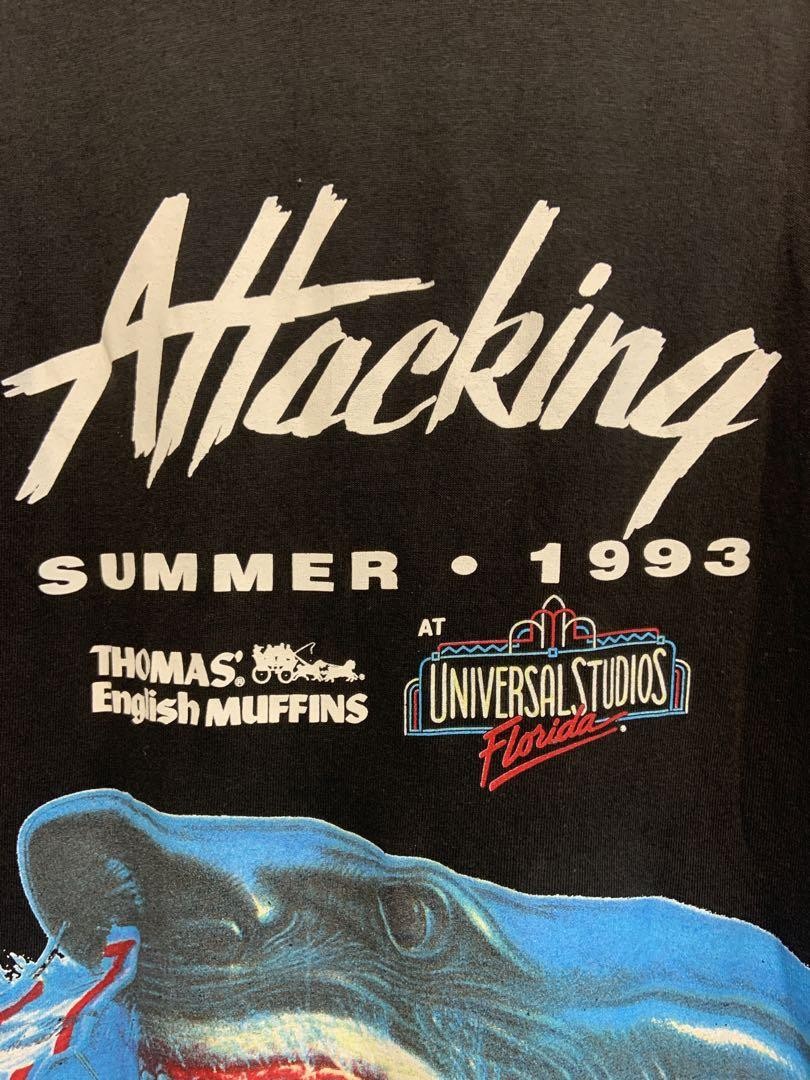 Attacking
SUMMER • 1993
THOMAS'®
English MUFFINS
AT
UNIVERSAL STUDIOS
Florida®